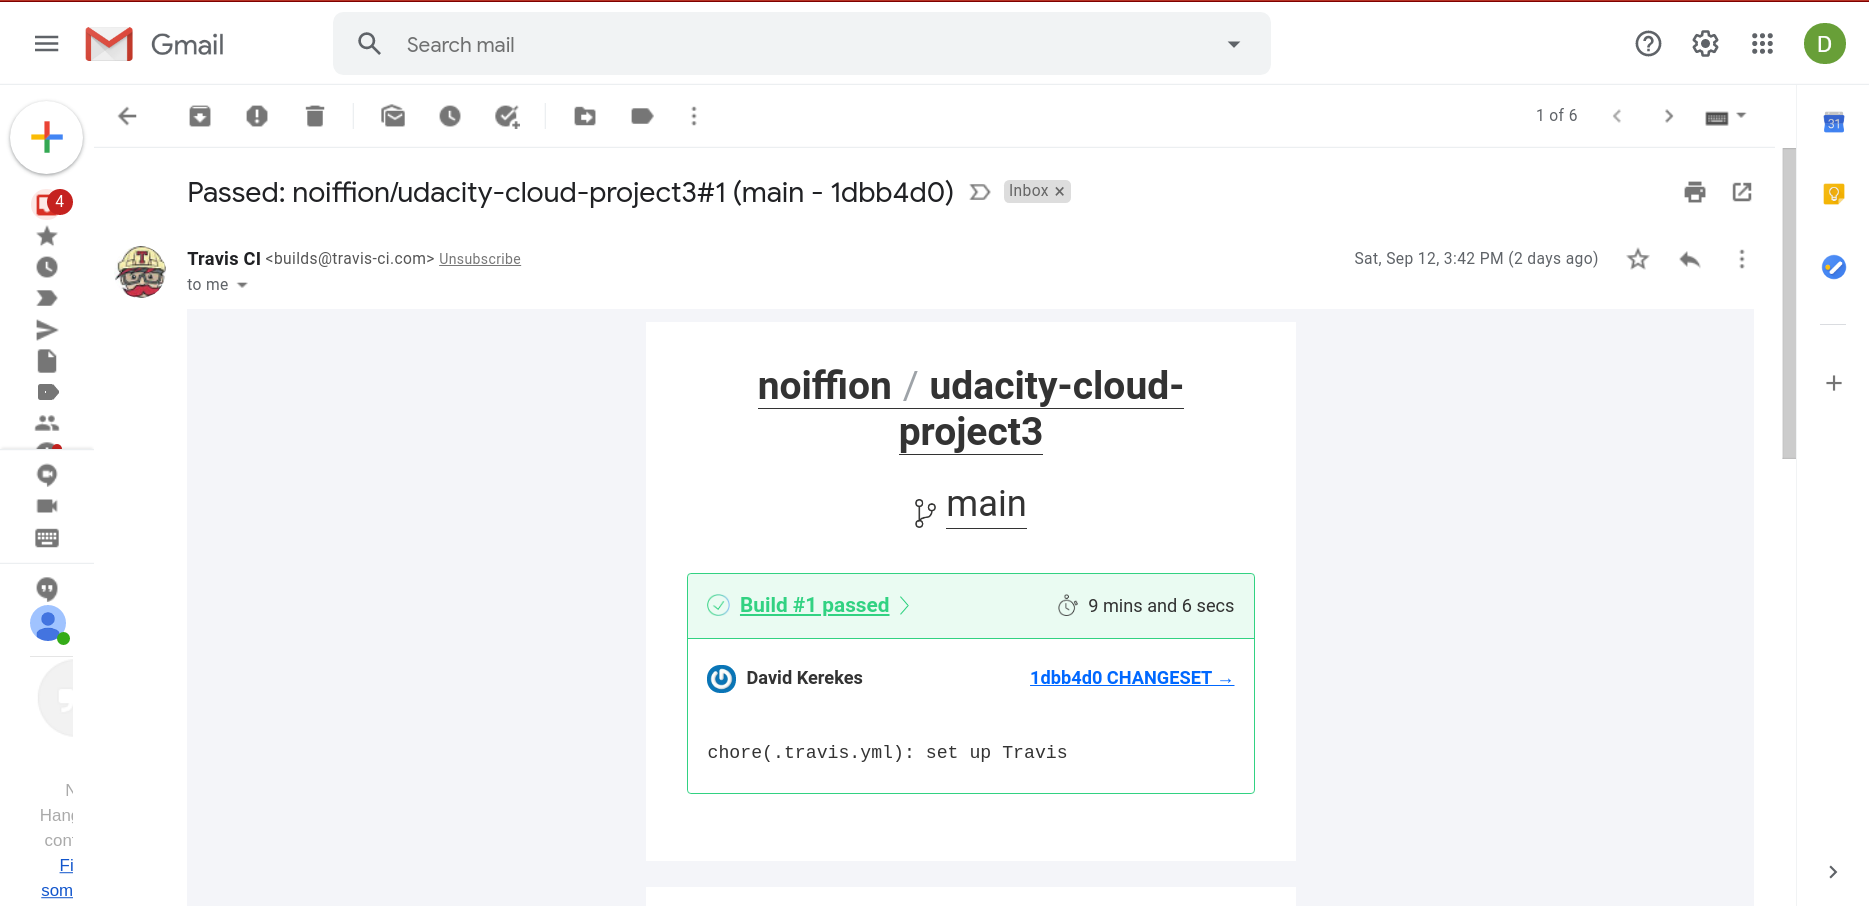 Gmail
Search mail
D
1 of 6
31
4
Passed: noiffion/udacity-cloud-project3#1 (main - 1dbb4d0)
Inbox ×
Travis CI <builds@travis-ci.com> Unsubscribe
Sat, Sep 12, 3:42 PM (2 days ago)
to me
T
noiffion / udacity-cloud-
project3
main
Build #1 passed
9 mins and 6 secs
David Kerekes
1dbb4d0 CHANGESET →
chore(.travis.yml): set up Travis
N
Hang
con
Fi
som